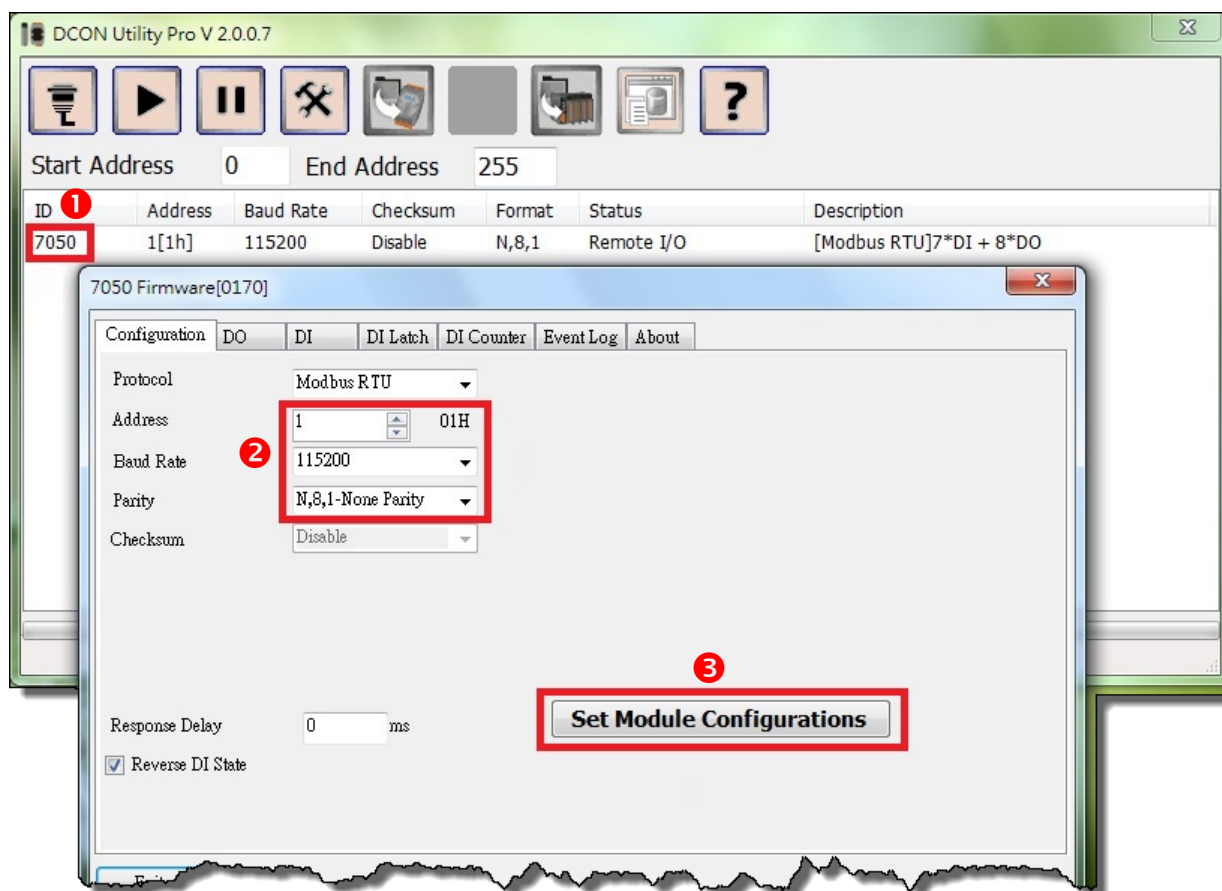 DCON Utility Pro V 2.0.0.7
?
Start Address 0 End Address 255
ID ❶ Address Baud Rate Checksum Format Status Description
7050 1[1h] 115200 Disable N,8,1 Remote I/O [Modbus RTU]7*DI + 8*DO
7050 Firmware[0170]
Configuration DO DI DI Latch DI Counter Event Log About
Protocol Modbus RTU
Address 1 01H
❷
Baud Rate 115200
Parity N,8,1-None Parity
Checksum Disable
❸
Set Module Configurations
Response Delay 0 ms
Reverse DI State